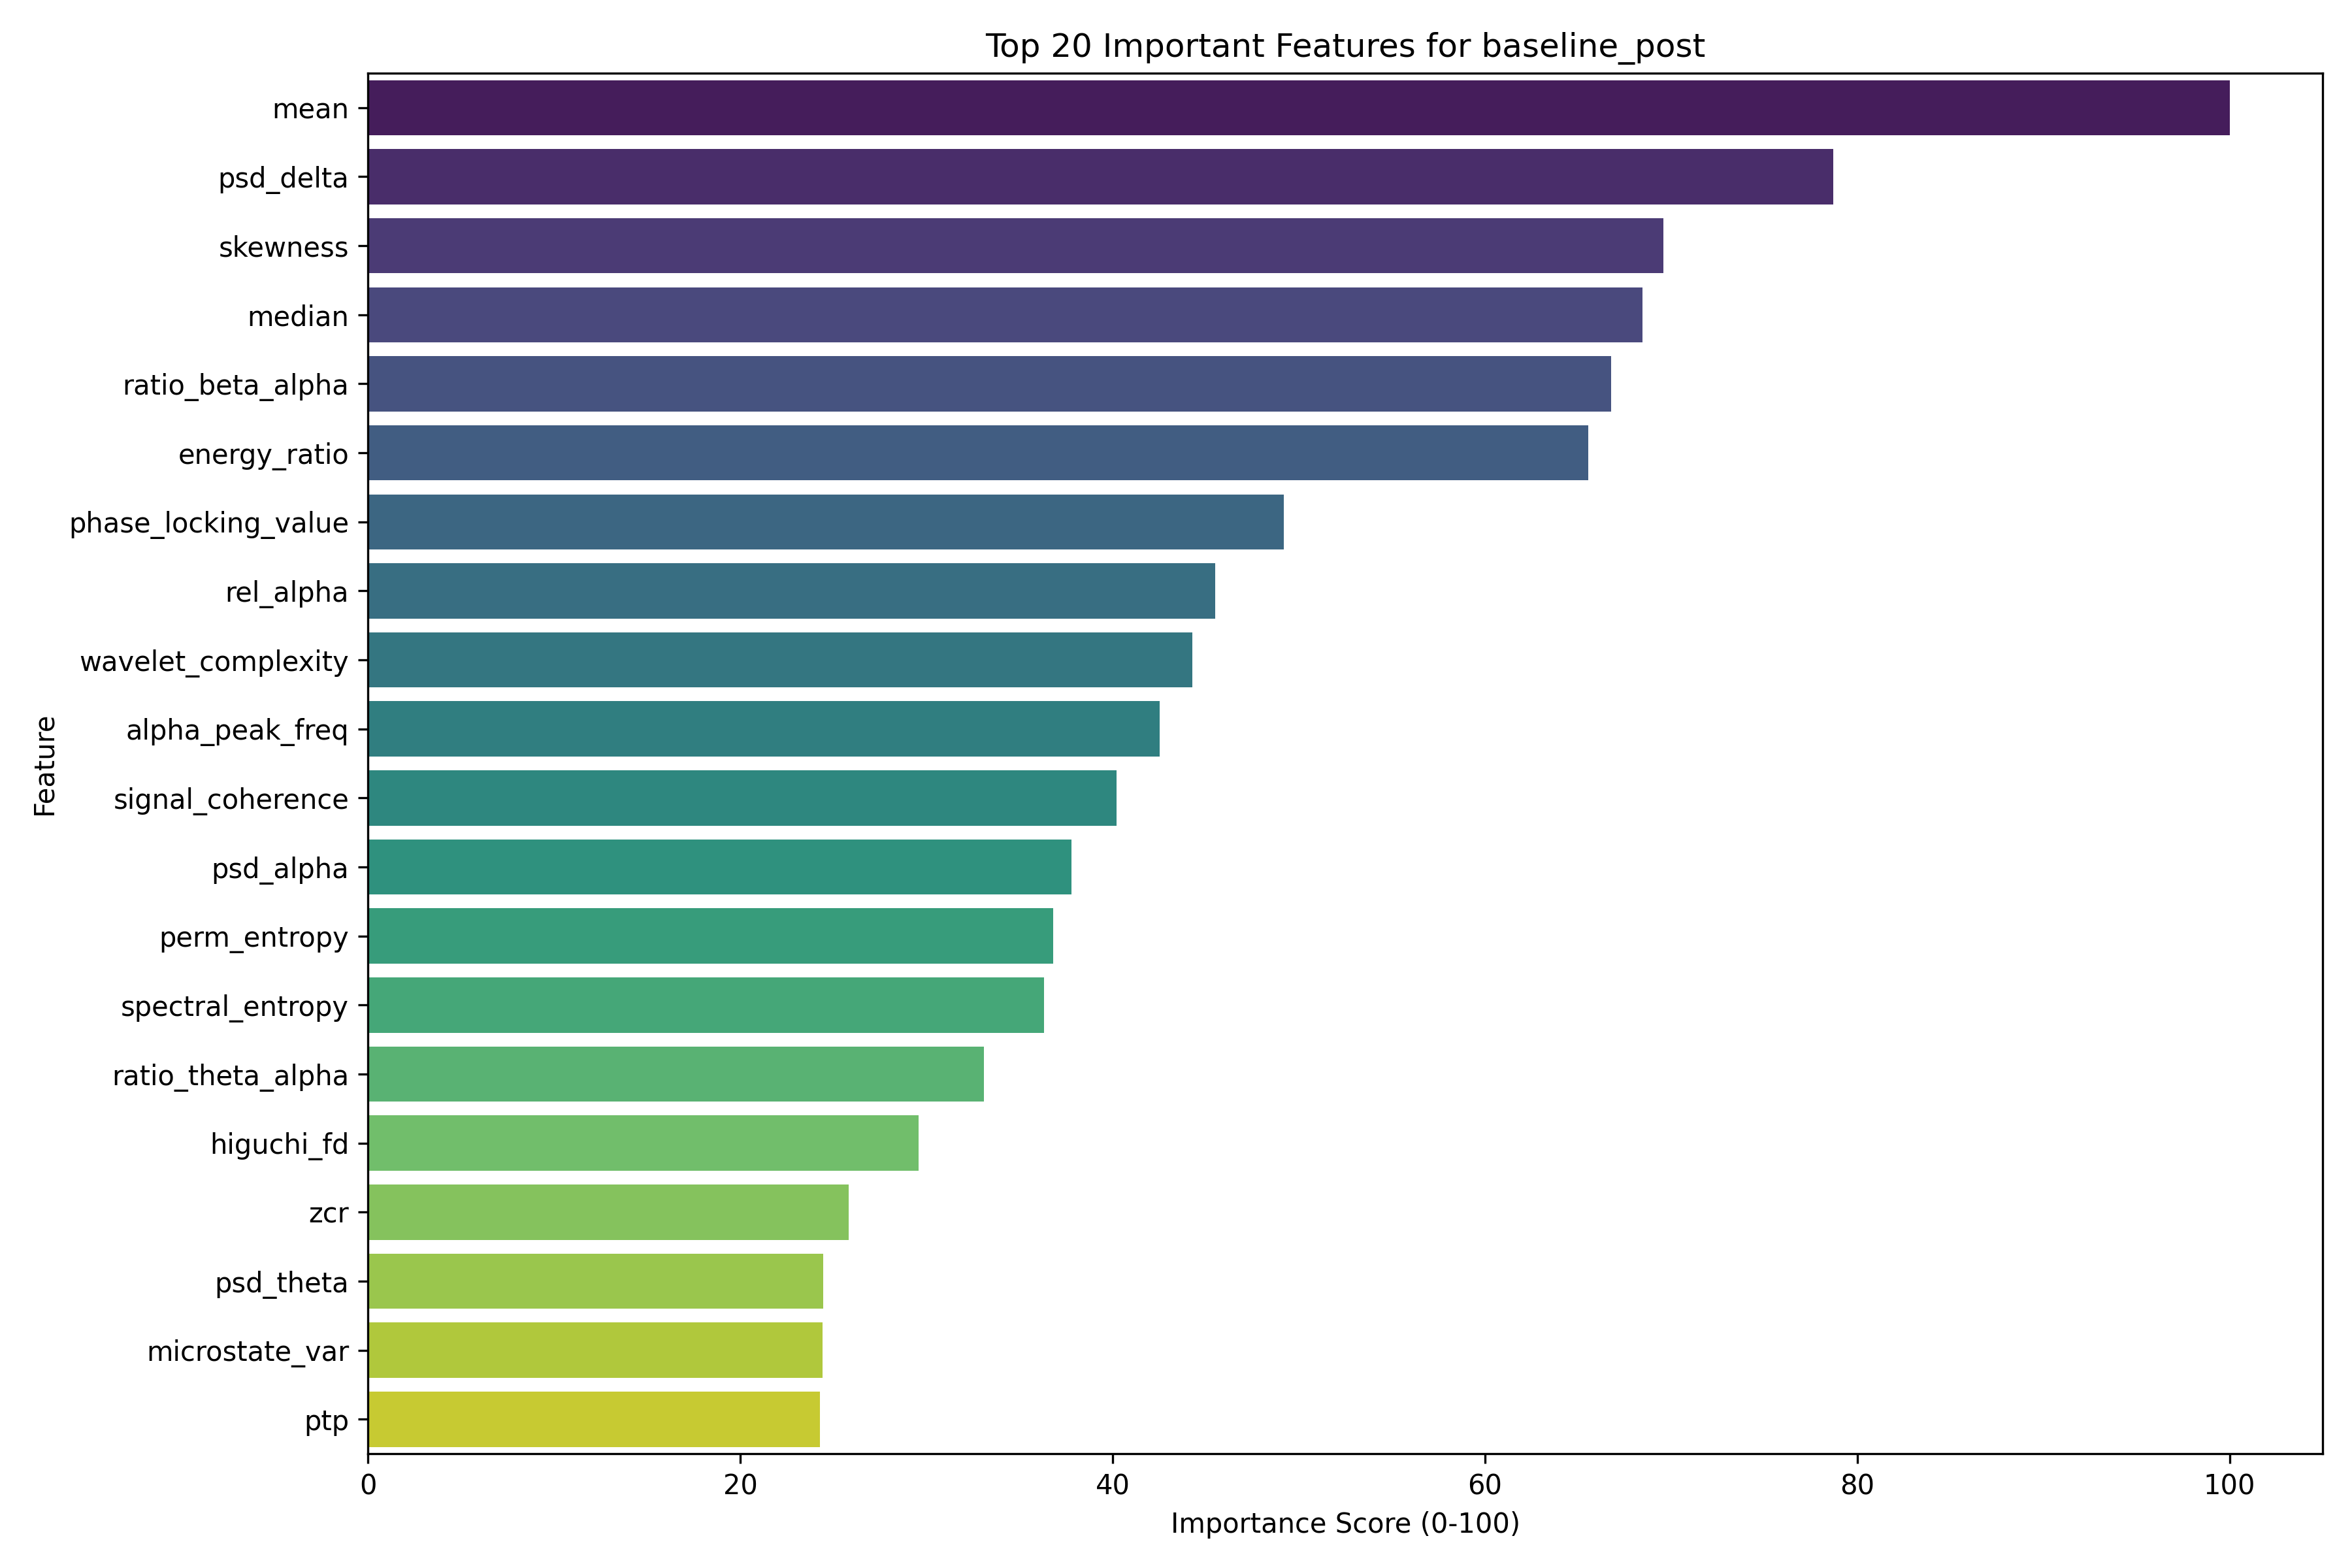 Top 20 Important Features for baseline_post
mean
psd_delta
skewness
median
ratio_beta_alpha
energy_ratio
phase_locking_value
rel_alpha
wavelet_complexity
alpha_peak_freq
signal_coherence
psd_alpha
perm_entropy
spectral_entropy
ratio_theta_alpha
higuchi_fd
zcr
psd_theta
microstate_var
ptp
Feature
0 20 40 60 80 100
Importance Score (0-100)